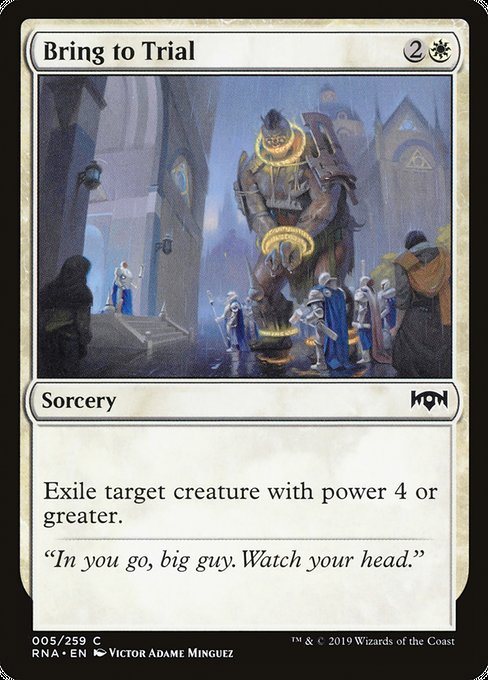 Bring to Trial 2
Sorcery
Exile target creature with power 4 or
greater.
“In you go, big guy. Watch your head.”
005/259 C
RNA • EN Victor Adame Minguez
™ & © 2019 Wizards of the Coast